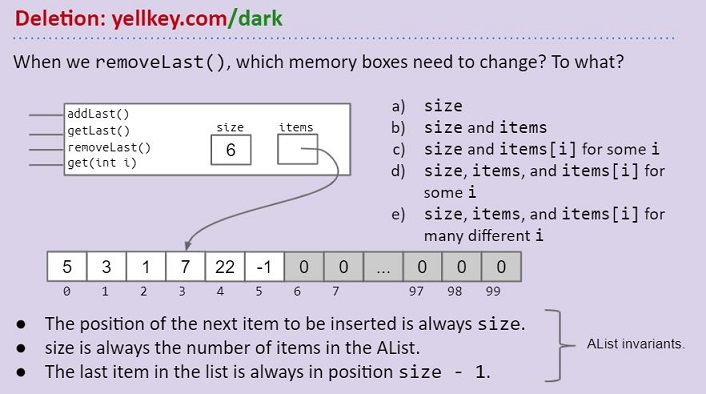 Deletion: yellkey.com/dark
When we removeLast(), which memory boxes need to change? To what?
addLast()
getLast()
removeLast()
get(int i)
size
items
6
a) size
b) size and items
c) size and items[i] for some i
d) size, items, and items[i] for
some i
e) size, items, and items[i] for
many different i
5 3 1 7 22 -1 0 0 ... 0 0 0
0 1 2 3 4 5 6 7 97 98 99
● The position of the next item to be inserted is always size.
● size is always the number of items in the AList.
● The last item in the list is always in position size - 1.
AList invariants.